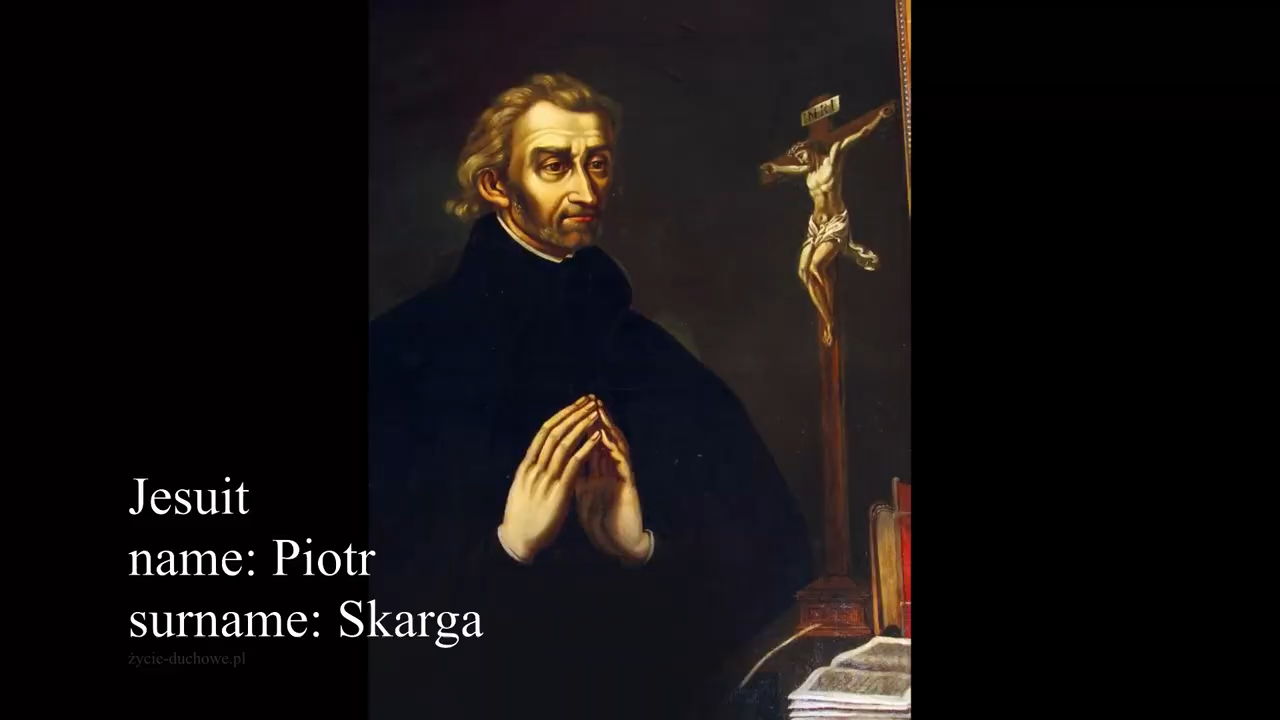 INRI
Jesuit
name: Piotr
surname: Skarga
życie-duchowe.pl